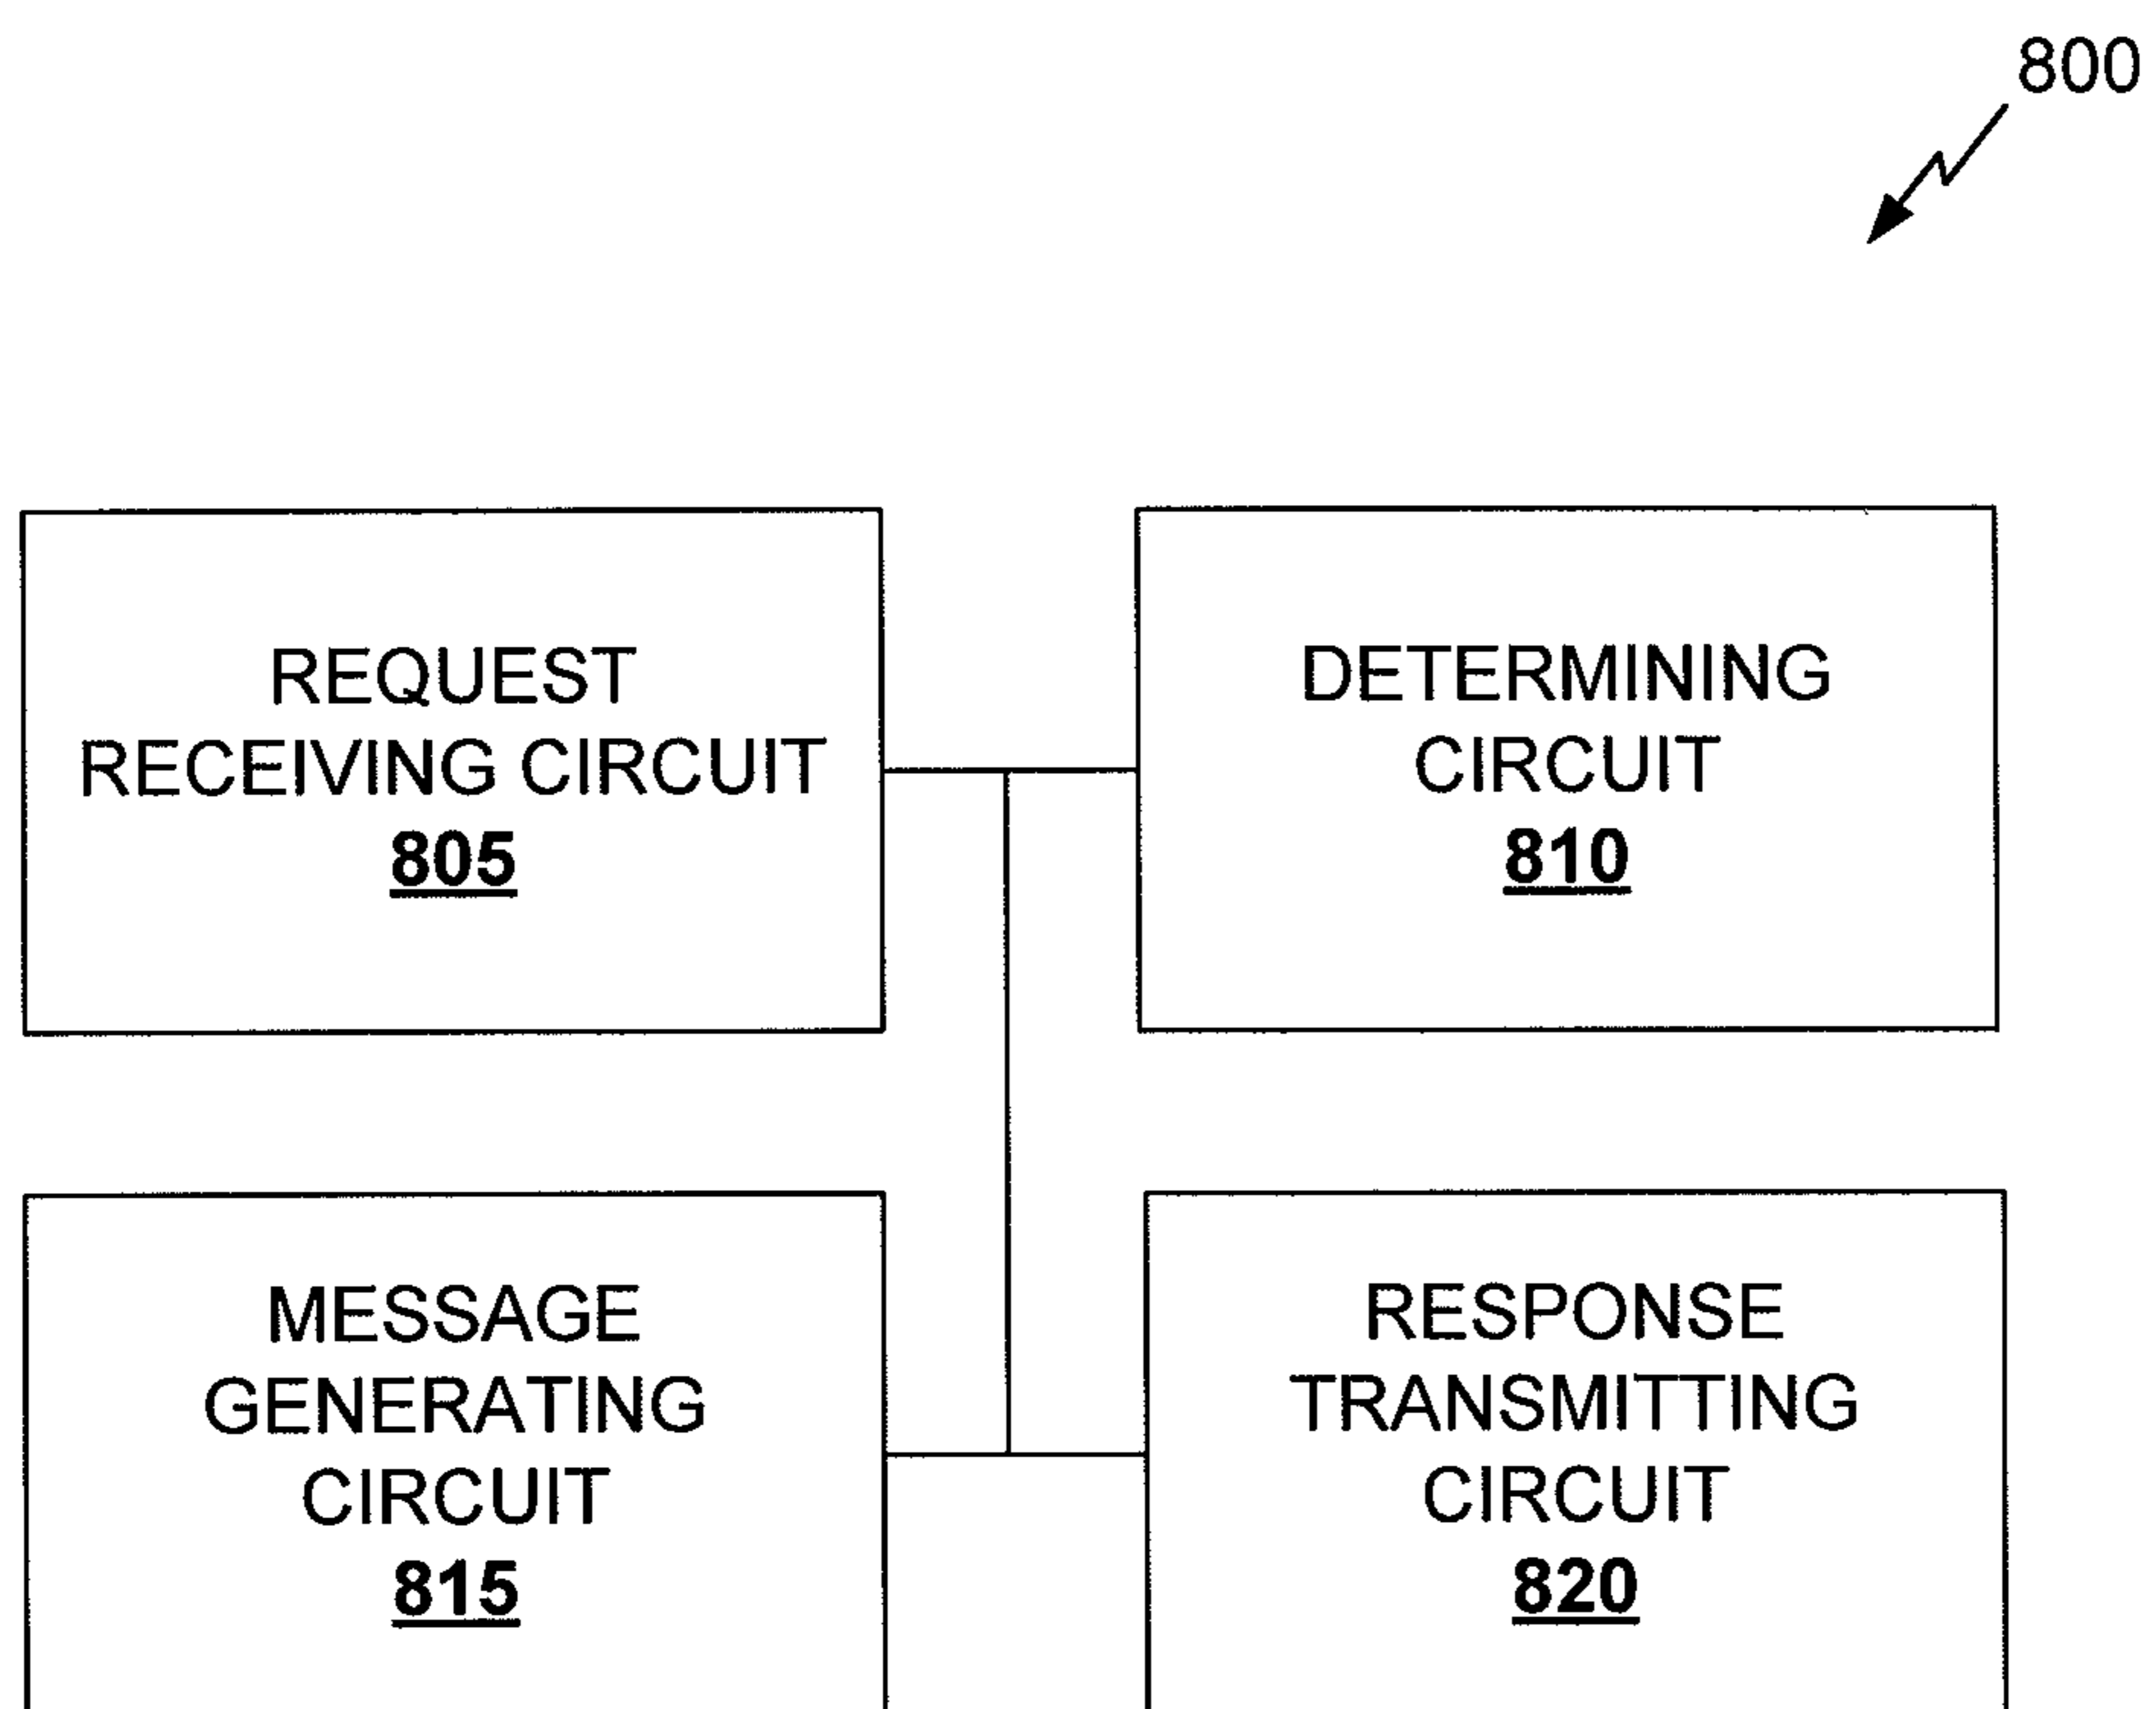 800
REQUEST
RECEIVING CIRCUIT
805
DETERMINING
CIRCUIT
810
MESSAGE
GENERATING
CIRCUIT
815
RESPONSE
TRANSMITTING
CIRCUIT
820